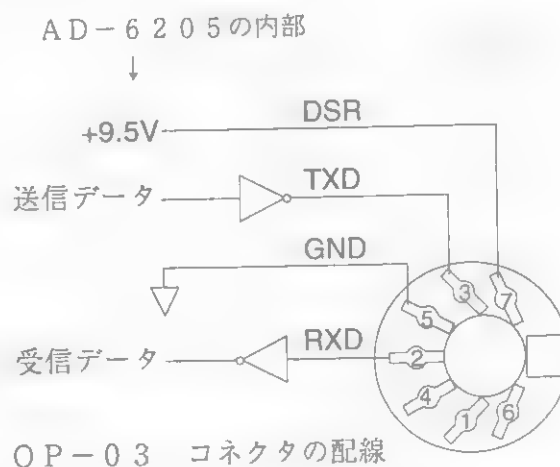 AD-6205の内部
↓
+9.5V DSR
送信データ TXD
GND
受信データ RXD
3
7
5
2
4
1
6
OP-03 コネクタの配線